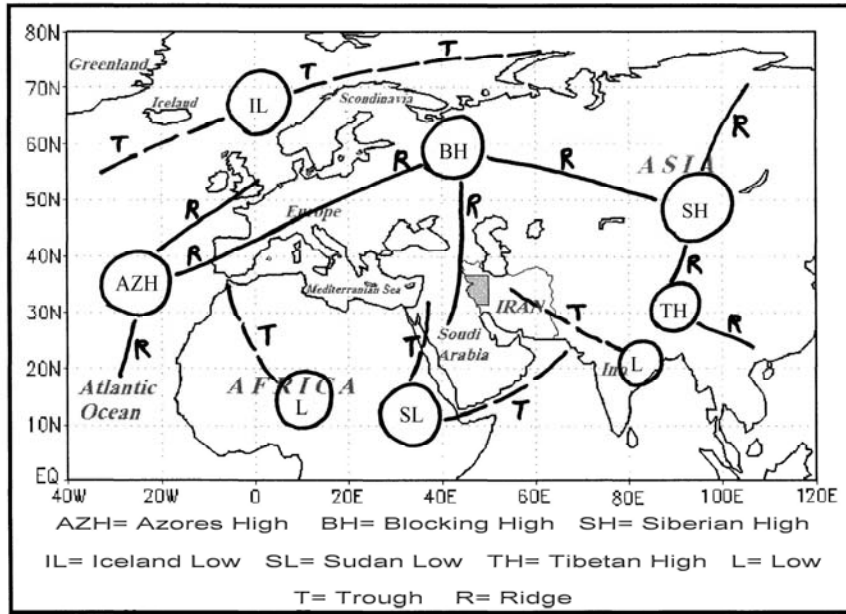 80N
Greenland
T
T
70N
Iceland
IL
Scondinavia
T
60N
BH
R
R
R
ASIA
50N
R
R
SH
Europe
R
40N
R
AZH
R
Mediterranean Sea
IRAN
T
TH
30N
R
T
T
Soudi
Arabia
R
20N
Atlantic
Ocean
AFRICA
L
Ino
L
SL
T
10N
EQ
40W 20W 0 20E 40E 60E 80E 100E 120E
AZH= Azores High BH= Blocking High SH= Siberian High
IL= Iceland Low SL= Sudan Low TH= Tibetan High L= Low
T= Trough R= Ridge